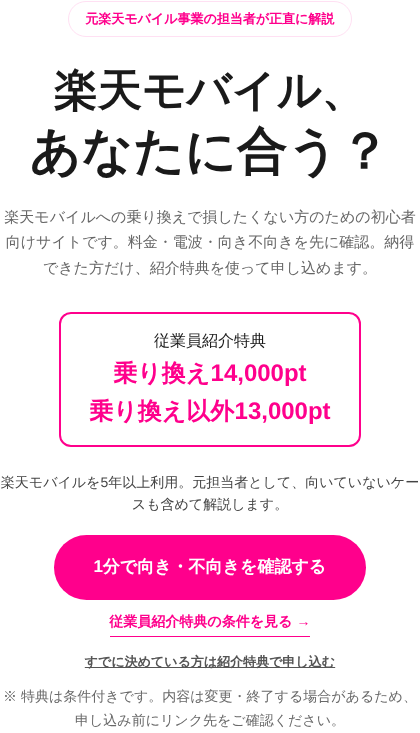 元楽天モバイル事業の担当者が正直に解説
楽天モバイル、
あなたに合う？
楽天モバイルへの乗り換えで損したくない方のための初心者
向けサイトです。料金・電波・向き不向きを先に確認。納得
できた方だけ、紹介特典を使って申し込めます。
従業員紹介特典
乗り換え14,000pt
乗り換え以外13,000pt
楽天モバイルを5年以上利用。元担当者として、向いていないケー
スも含めて解説します。
1分で向き・不向きを確認する
従業員紹介特典の条件を見る →
すでに決めている方は紹介特典で申し込む
※ 特典は条件付きです。内容は変更・終了する場合があるため、
申し込み前にリンク先をご確認ください。